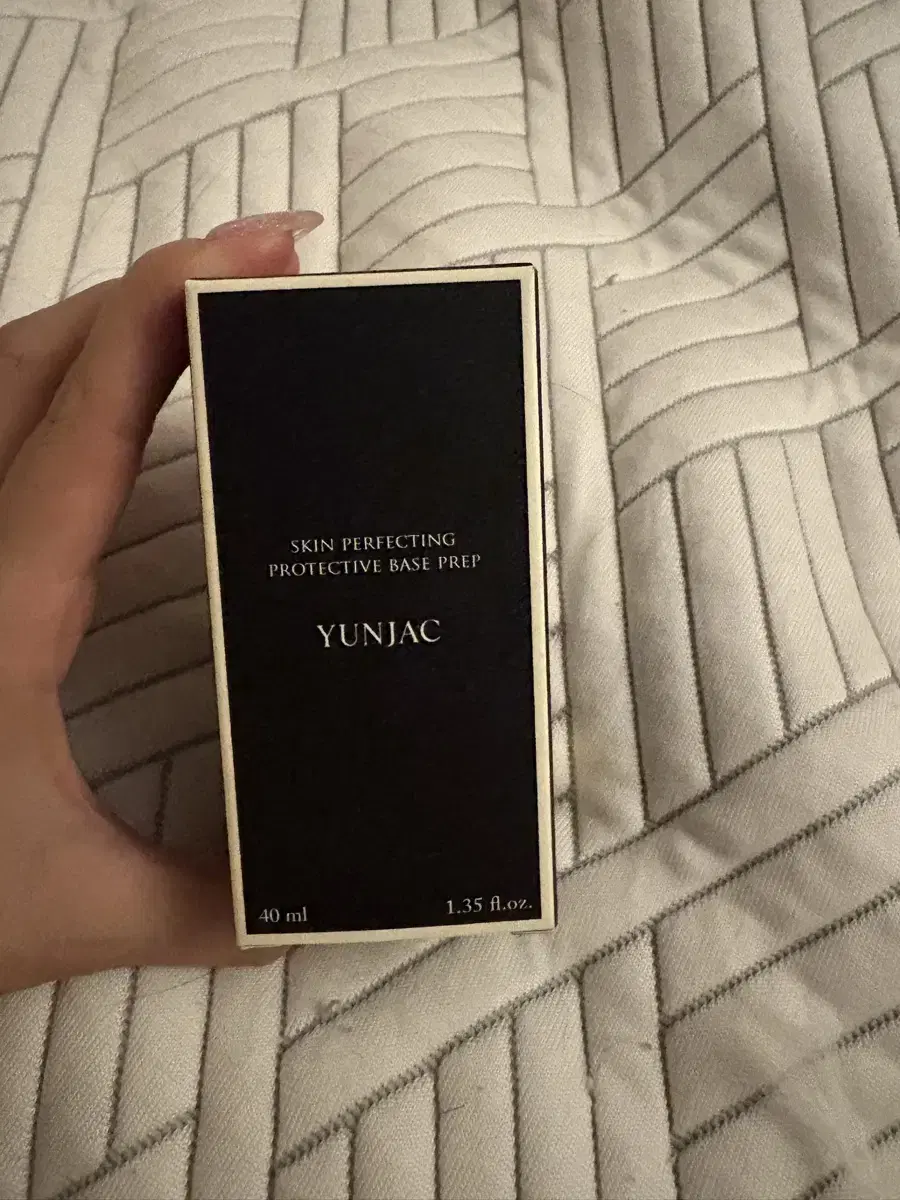 SKIN PERFECTING
PROTECTIVE BASE PREP
YUNJAC
40 ml
1.35 fl.oz.